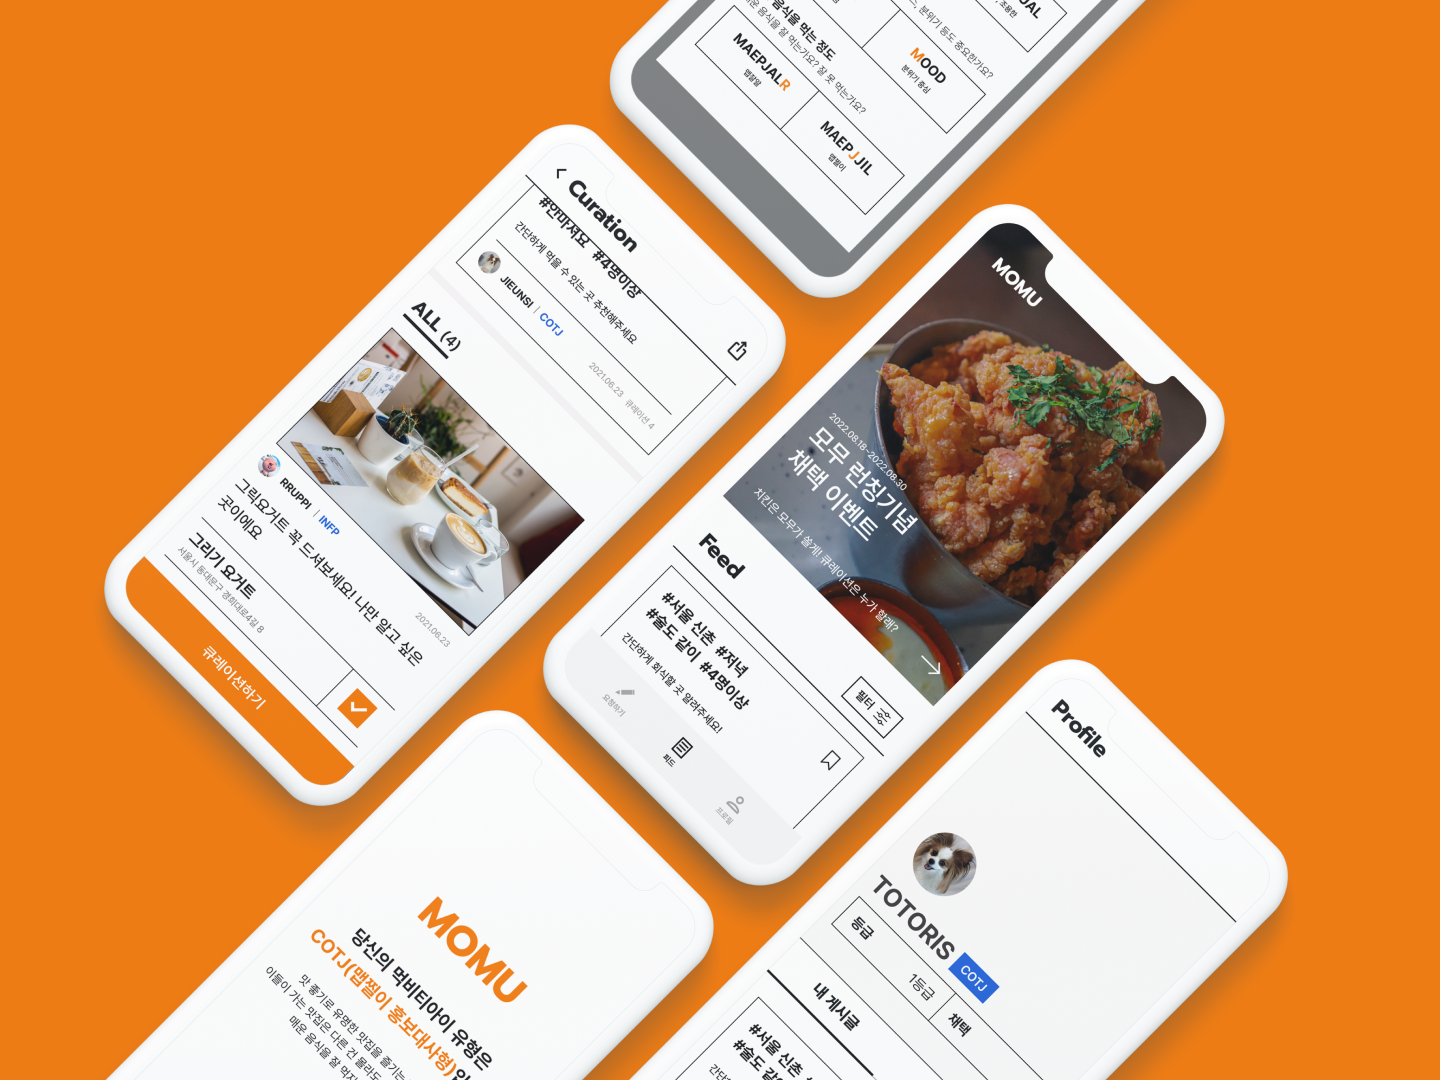 음식을 먹는 정도
음식을 잘 먹는가요? 잘 못 먹는가요?
MAEPJALR
맵잘알
MAEPJJIL
맵찔이
분위기 등도 중요한가요?
MOOD
분위기 중심
조용한
Curation
#안마셔요 #4명이상
간단하게 먹을 수 있는 곳 추천해주세요
JIEUNSI | COTJ
2021.06.23 큐레이션 4
ALL (4)
RRUPPI | INFP
2021.06.23
그릭요거트 꼭 드셔보세요! 나만 알고 싶은
곳이에요
그리기 요거트
서울시 동대문구 경희대로4길 8
큐레이션하기
MOMU
2022.08.18-2022.08.30
모무 런칭기념
채택 이벤트
치킨은 모무가 쏠게! 큐레이션은 누가 할래?
Feed
필터
#서울 신촌 #저녁
#술도 같이 #4명이상
간단하게 회식할 곳 알려주세요!
요청하기
피드
프로필
MOMU
당신의 먹비티아이 유형은
COTJ(맵찔이 홍보대사형)
맛 좋기로 유명한 맛집을 즐기는
이들이 가는 맛집은 다른 건 몰라도
매운 음식을 잘
Profile
TOTORIS
COTJ
등급
1등급
채택
내 게시글
#서울 신촌
#술도 같이